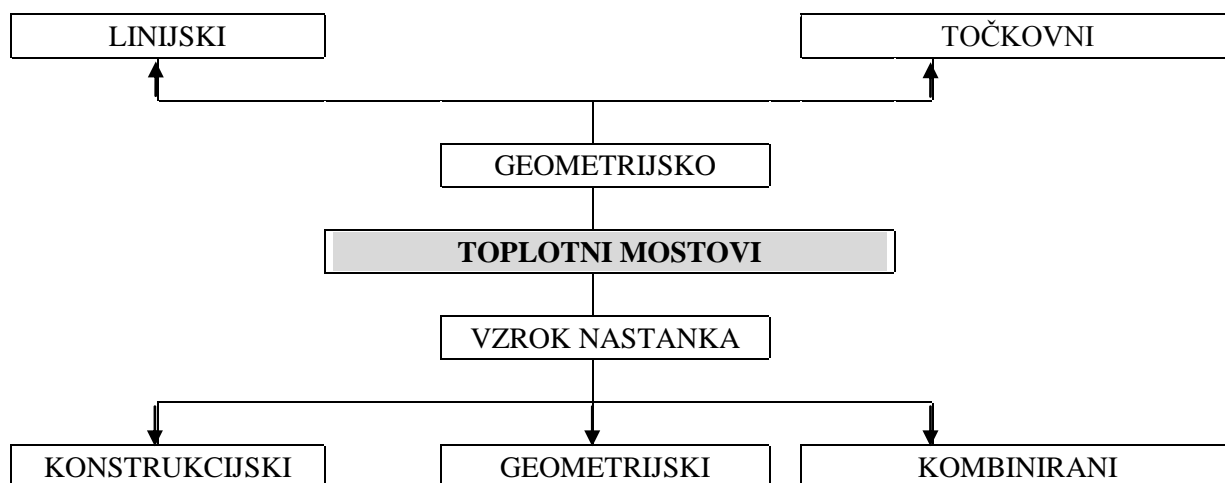 LINIJSKI
TOČKOVNI
GEOMETRIJSKO
TOPLOTNI MOSTOVI
VZROK NASTANKA
KONSTRUKCIJSKI
GEOMETRIJSKI
KOMBINIRANI